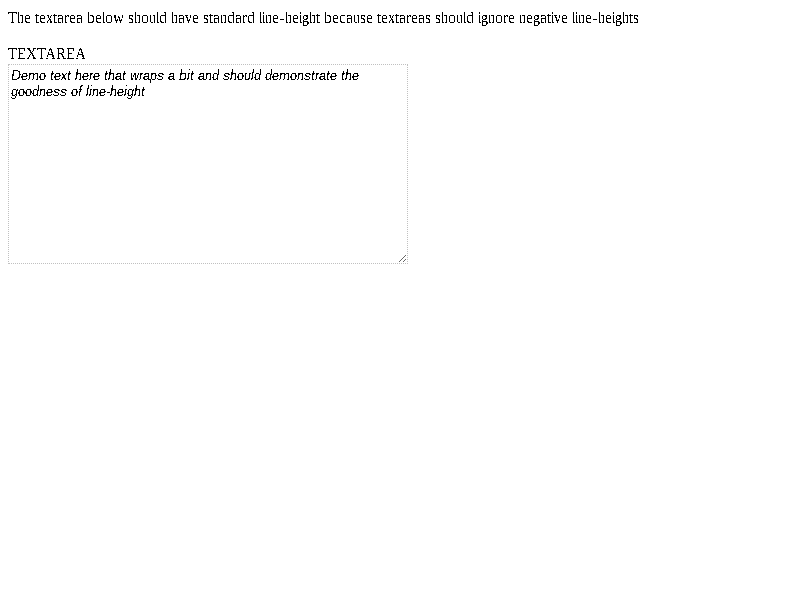 The textarea below should have standard line-height because textareas should ignore negative line-heights
TEXTAREA
Demo text here that wraps a bit and should demonstrate the
goodness of line-height